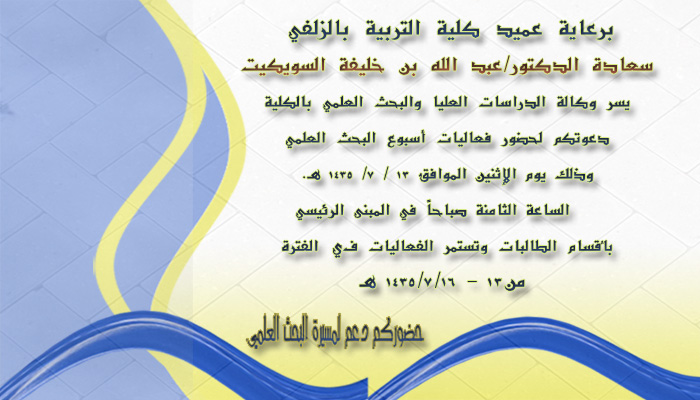 برعاية عميد كلية التربية بالزلفي
سعادة الدكتور/عبد الله بن خليفة السويكيت
يسر وكالة الدراسات العليا والبحث العلمي بالكلية
دعوتكم لحضور فعاليات أسبوع البحث العلمي
وذلك يوم الإثنين الموافق ١٣ / ٧/ ١٤٣٥ هـ.
الساعة الثامنة صباحاً في المبنى الرئيسي
بأقسام الطالبات وتستمر الفعاليات في الفترة
من١٣ – ١٤٣٥/٧/١٦ هـ
حضوركم دعم لمسيرة البحث العلمي